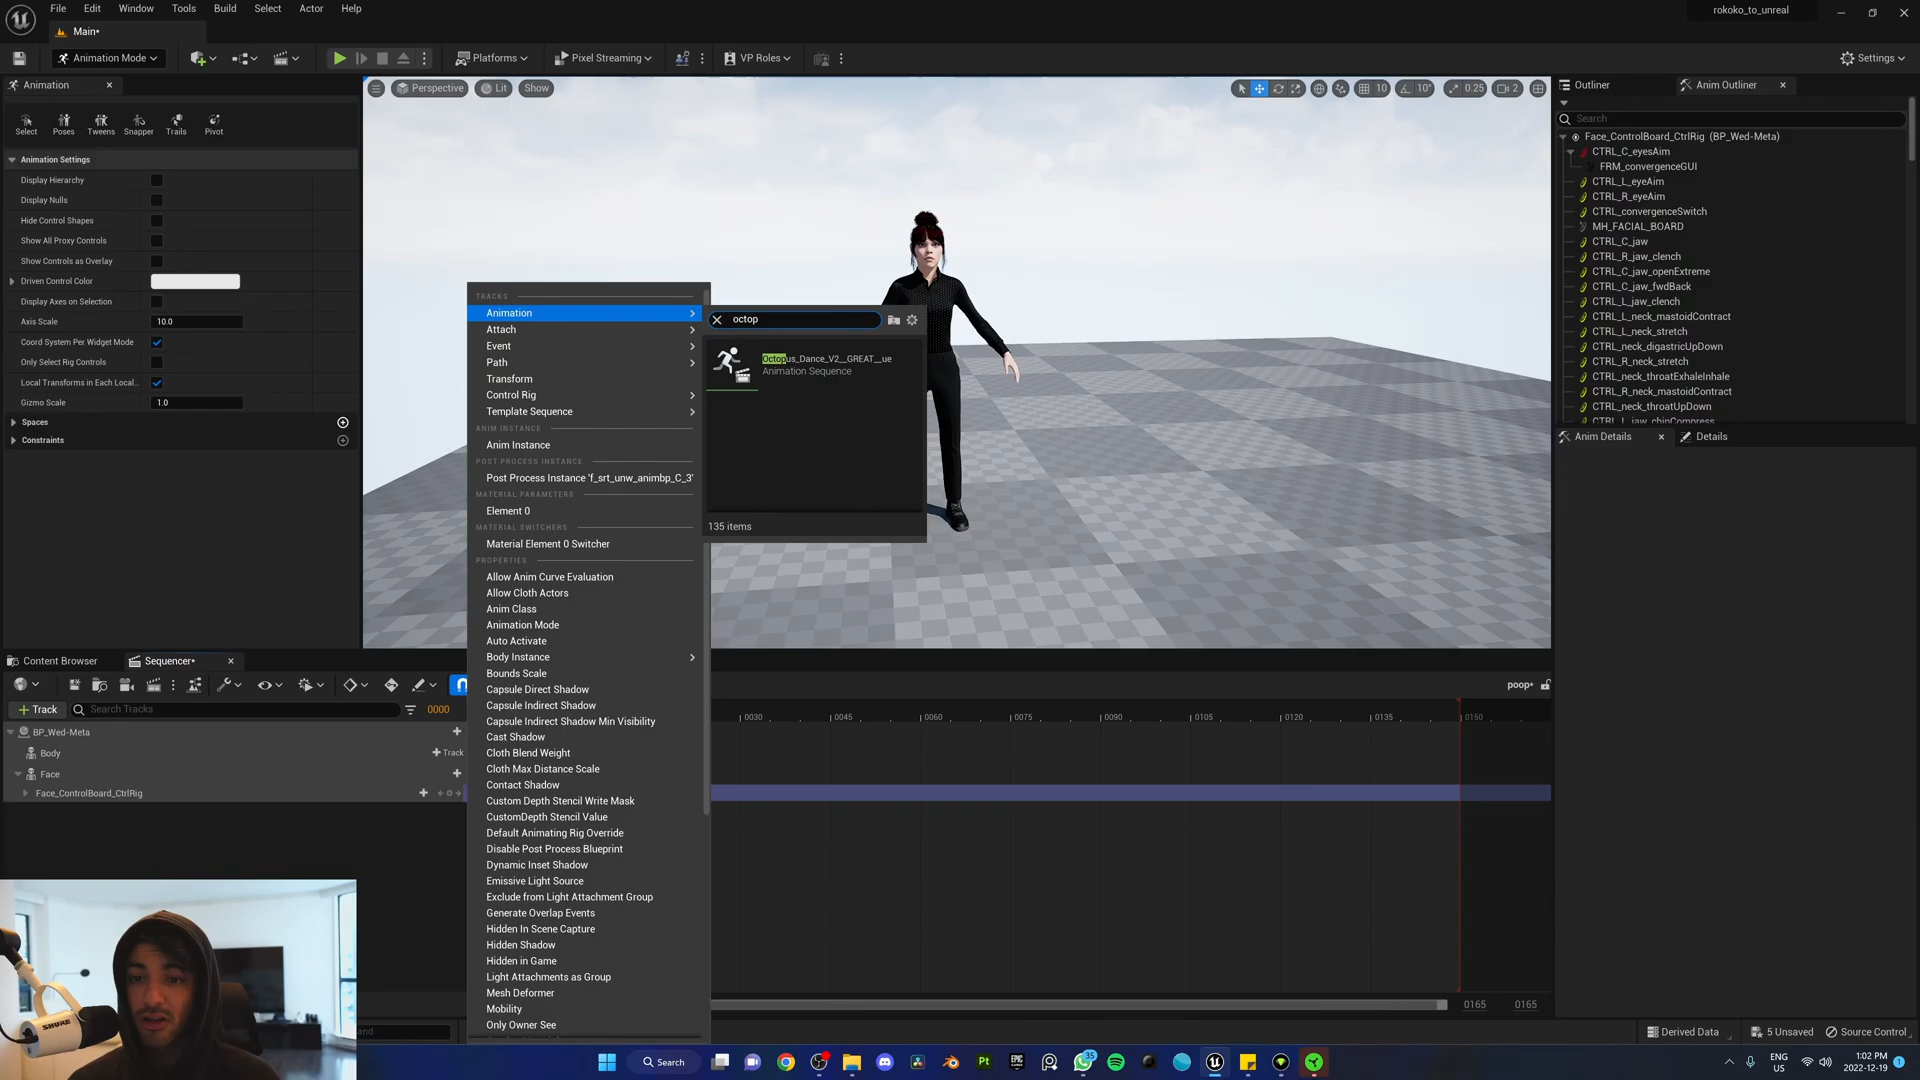 File Edit Window Tools Build Select Actor Help
rokoko_to_unreal
Main*
Animation Mode
Platforms
Pixel Streaming
VP Roles
Settings
Animation
Select Poses Tweens Snapper Trails Pivot
Animation Settings
Display Hierarchy
Display Nulls
Hide Control Shapes
Show All Proxy Controls
Show Controls as Overlay
Driven Control Color
Display Axes on Selection
Axis Scale 10.0
Coord System Per Widget Mode
Only Select Rig Controls
Local Transforms in Each Local...
Gizmo Scale 1.0
Spaces
Constraints
Perspective Lit Show
10 10° 0.25 2
TRACKS
Animation
Attach
Event
Path
Transform
Control Rig
Template Sequence
ANIM INSTANCE
Anim Instance
POST PROCESS INSTANCE
Post Process Instance 'f_srt_unw_animbp_C_3'
MATERIAL PARAMETERS
Element 0
MATERIAL SWITCHERS
Material Element 0 Switcher
PROPERTIES
Allow Anim Curve Evaluation
Allow Cloth Actors
Anim Class
Animation Mode
Auto Activate
Body Instance
Bounds Scale
Capsule Direct Shadow
Capsule Indirect Shadow
Capsule Indirect Shadow Min Visibility
Cast Shadow
Cloth Blend Weight
Cloth Max Distance Scale
Contact Shadow
Custom Depth Stencil Write Mask
CustomDepth Stencil Value
Default Animating Rig Override
Disable Post Process Blueprint
Dynamic Inset Shadow
Emissive Light Source
Exclude from Light Attachment Group
Generate Overlap Events
Hidden In Scene Capture
Hidden Shadow
Hidden in Game
Light Attachments as Group
Mesh Deformer
Mobility
Only Owner See
octop
Octopus_Dance_V2__GREAT__ue
Animation Sequence
135 items
Outliner
Anim Outliner
Search
Face_ControlBoard_CtrlRig (BP_Wed-Meta)
CTRL_C_eyesAim
FRM_convergenceGUI
CTRL_L_eyeAim
CTRL_R_eyeAim
CTRL_convergenceSwitch
MH_FACIAL_BOARD
CTRL_C_jaw
CTRL_R_jaw_clench
CTRL_C_jaw_openExtreme
CTRL_C_jaw_fwdBack
CTRL_L_jaw_clench
CTRL_L_neck_mastoidContract
CTRL_L_neck_stretch
CTRL_neck_digastricUpDown
CTRL_R_neck_stretch
CTRL_neck_throatExhaleInhale
CTRL_R_neck_mastoidContract
CTRL_neck_throatUpDown
CTRL_L_jaw_chinCompress
Anim Details
Details
Content Browser
Sequencer*
poop*
Track
Search Tracks
0000
0030 0045 0060 0075 0090 0105 0120 0135 0150
BP_Wed-Meta
Body
Track
Face
Face_ControlBoard_CtrlRig
0165 0165
SHURE
Derived Data
5 Unsaved
Source Control
Search
Pt
EPIC
35
ENG
US
1:02 PM
2022-12-19
1